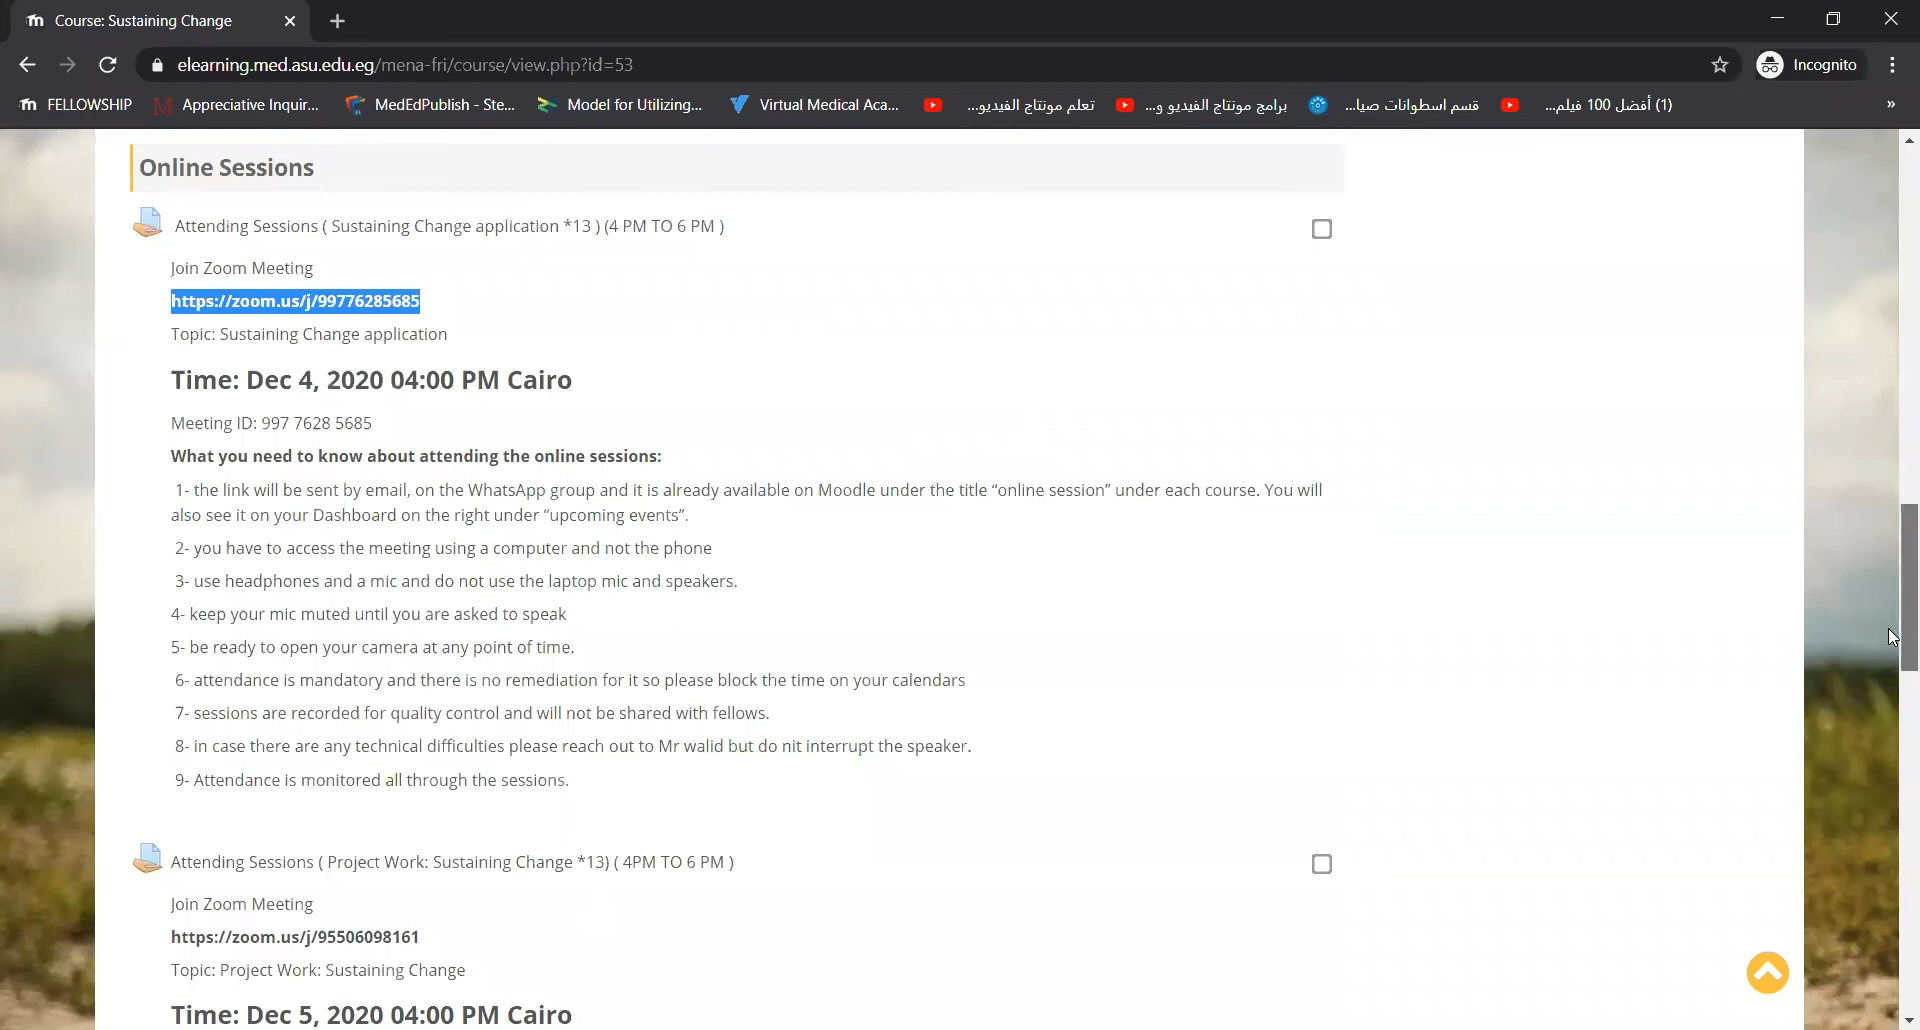 Course: Sustaining Change
elearning.med.asu.edu.eg/mena-fri/course/view.php?id=53
Incognito
FELLOWSHIP
Appreciative Inquir...
MedEdPublish - Ste...
Model for Utilizing...
Virtual Medical Aca...
تعلم مونتاج الفيديو...
برامج مونتاج الفيديو و...
قسم اسطوانات صيا...
(1) أفضل 100 فيلم...
»
Online Sessions
Attending Sessions ( Sustaining Change application *13 ) (4 PM TO 6 PM )
Join Zoom Meeting
https://zoom.us/j/99776285685
Topic: Sustaining Change application
Time: Dec 4, 2020 04:00 PM Cairo
Meeting ID: 997 7628 5685
What you need to know about attending the online sessions:
1- the link will be sent by email, on the WhatsApp group and it is already available on Moodle under the title “online session” under each course. You will
also see it on your Dashboard on the right under “upcoming events”.
2- you have to access the meeting using a computer and not the phone
3- use headphones and a mic and do not use the laptop mic and speakers.
4- keep your mic muted until you are asked to speak
5- be ready to open your camera at any point of time.
6- attendance is mandatory and there is no remediation for it so please block the time on your calendars
7- sessions are recorded for quality control and will not be shared with fellows.
8- in case there are any technical difficulties please reach out to Mr walid but do nit interrupt the speaker.
9- Attendance is monitored all through the sessions.
Attending Sessions ( Project Work: Sustaining Change *13) ( 4PM TO 6 PM )
Join Zoom Meeting
https://zoom.us/j/95506098161
Topic: Project Work: Sustaining Change
Time: Dec 5, 2020 04:00 PM Cairo